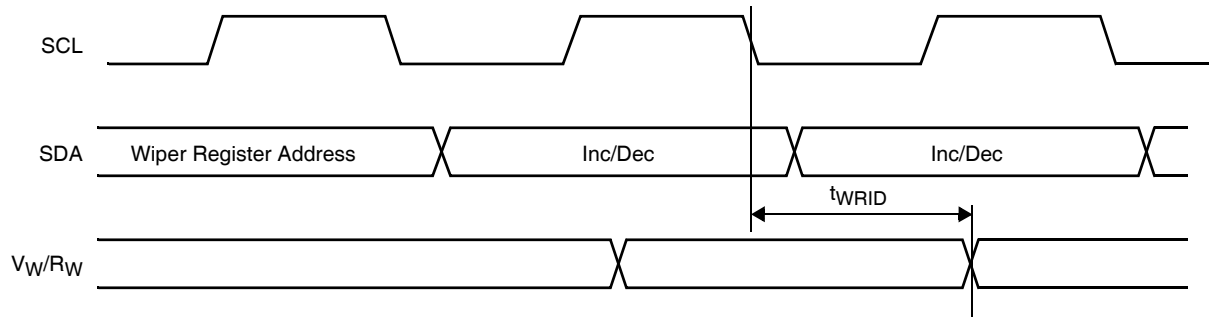 SCL
SDA Wiper Register Address Inc/Dec Inc/Dec
tWRID
VW/RW